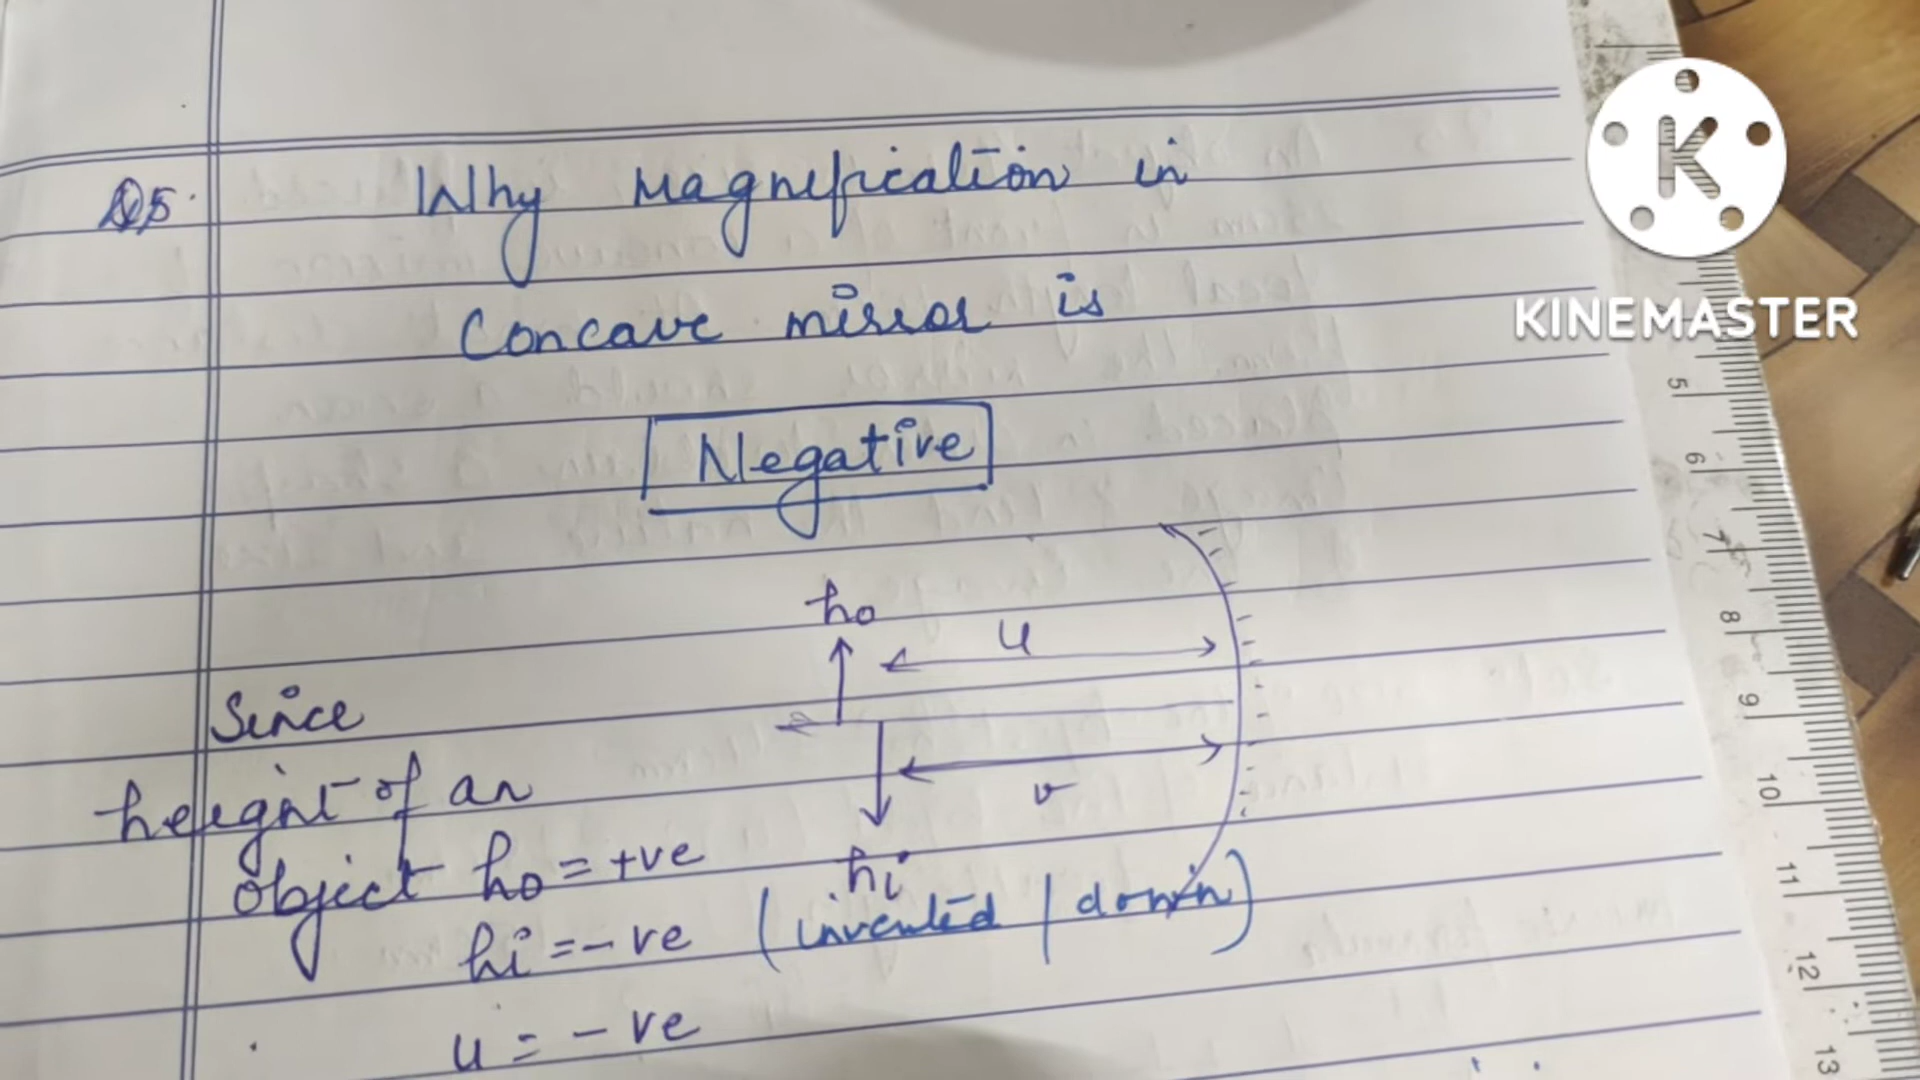 Q5. Why Magnification in
Concave mirror is
Negative
ho
u
Since
height of an
v
object ho = +ve
hi
hi = -ve (inverted / down)
u = -ve
K
KINEMASTER
5
6
7
8
9
10
11
12
13